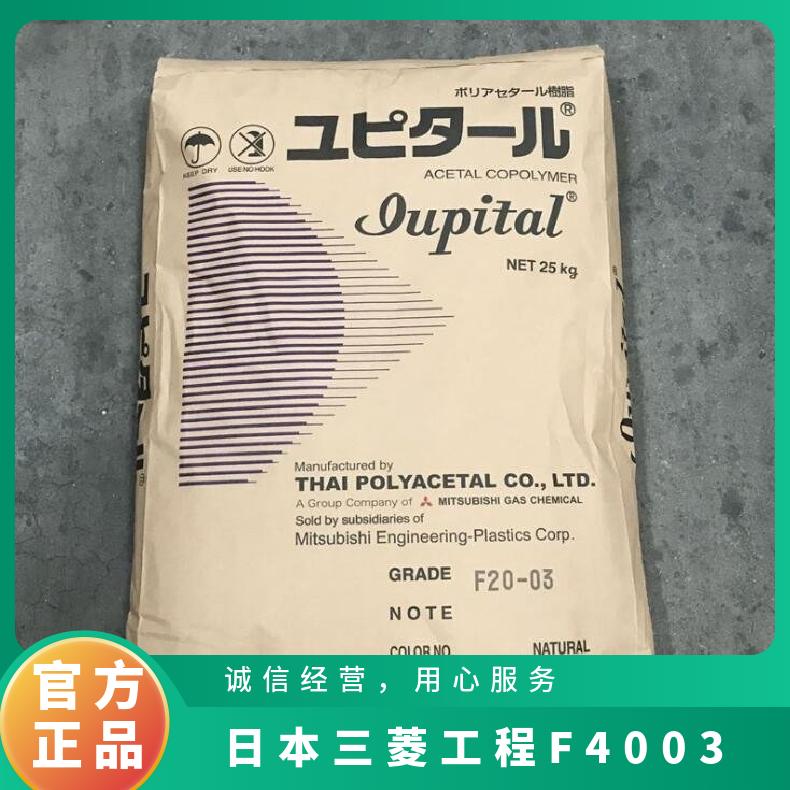 ポリアセタール樹脂
ユピタール®
KEEP DRY
USE NO HOOK
ACETAL COPOLYMER
Iupital®
NET 25 kg
Manufactured by
THAI POLYACETAL CO., LTD.
A Group Company of MITSUBISHI GAS CHEMICAL
Sold by subsidiaries of
Mitsubishi Engineering-Plastics Corp.
GRADE F20-03
NOTE
COLOR NO. NATURAL
官方
正品
诚信经营，用心服务
日本三菱工程F4003